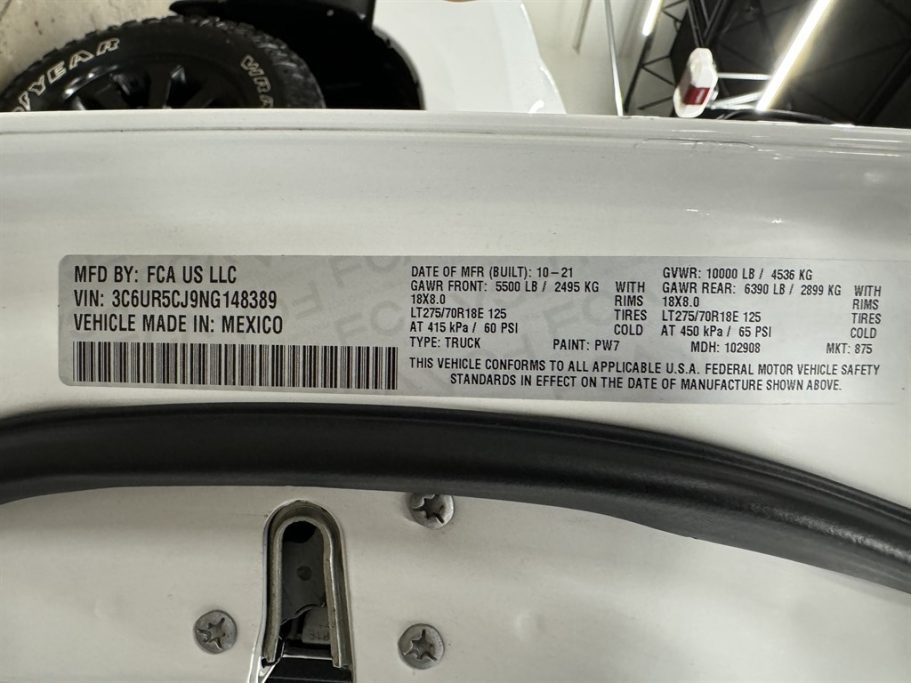 YEAR
WRA
MFD BY: FCA US LLC
VIN: 3C6UR5CJ9NG148389
VEHICLE MADE IN: MEXICO
DATE OF MFR (BUILT): 10-21 GVWR: 10000 LB / 4536 KG
GAWR FRONT: 5500 LB / 2495 KG WITH GAWR REAR: 6390 LB / 2899 KG WITH
18X8.0 RIMS 18X8.0 RIMS
LT275/70R18E 125 TIRES LT275/70R18E 125 TIRES
AT 415 kPa / 60 PSI COLD AT 450 kPa / 65 PSI COLD
TYPE: TRUCK PAINT: PW7 MDH: 102908 MKT: 875
THIS VEHICLE CONFORMS TO ALL APPLICABLE U.S.A. FEDERAL MOTOR VEHICLE SAFETY
STANDARDS IN EFFECT ON THE DATE OF MANUFACTURE SHOWN ABOVE.